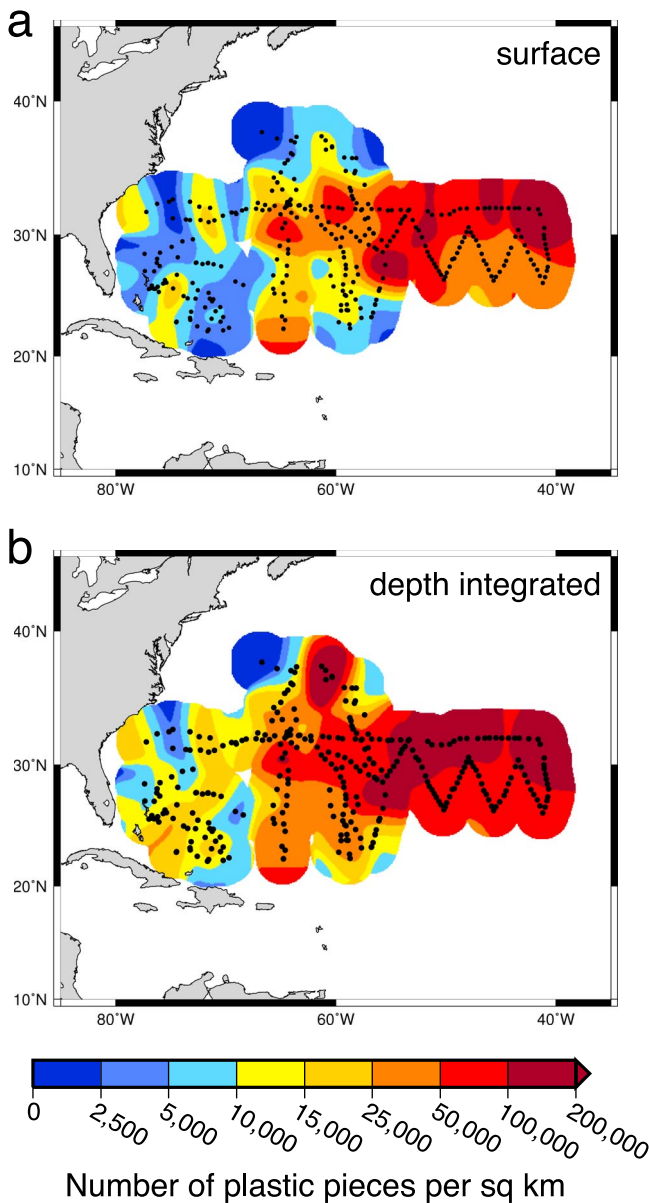 a
surface
40°N
30°N
20°N
10°N
80°W 60°W 40°W
b
depth integrated
40°N
30°N
20°N
10°N
80°W 60°W 40°W
0 2,500 5,000 10,000 15,000 25,000 50,000 100,000 200,000
Number of plastic pieces per sq km